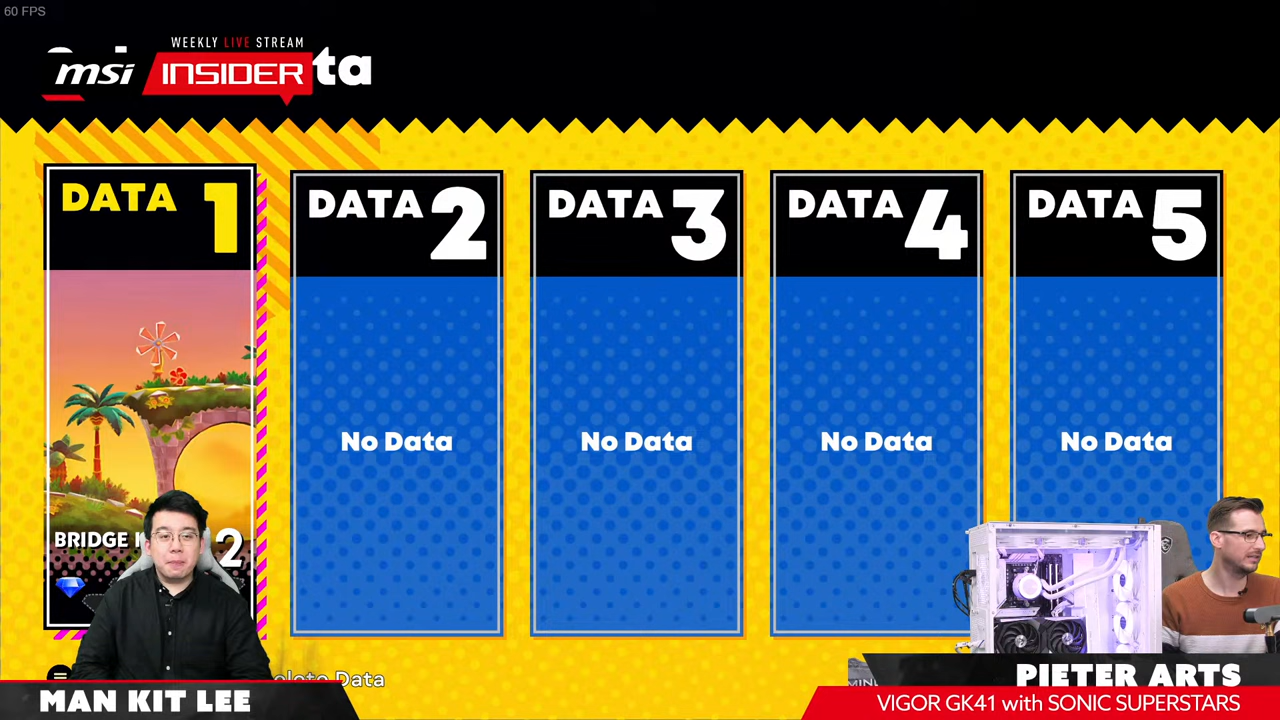 60 FPS
WEEKLY LIVE STREAM
msi INSIDER
ta
DATA 1
DATA 2
DATA 3
DATA 4
DATA 5
No Data
No Data
No Data
No Data
BRIDGE
2
Data
MAN KIT LEE
PIETER ARTS
VIGOR GK41 with SONIC SUPERSTARS